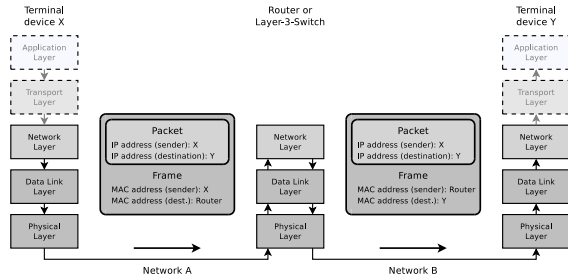 Terminal
device X
Router or
Layer-3-Switch
Terminal
device Y
Application
Layer
Transport
Layer
Network
Layer
Data Link
Layer
Physical
Layer
Packet
IP address (sender): X
IP address (destination): Y
Frame
MAC address (sender): X
MAC address (dest.): Router
Network
Layer
Data Link
Layer
Physical
Layer
Packet
IP address (sender): X
IP address (destination): Y
Frame
MAC address (sender): Router
MAC address (dest.): Y
Application
Layer
Transport
Layer
Network
Layer
Data Link
Layer
Physical
Layer
Network A
Network B